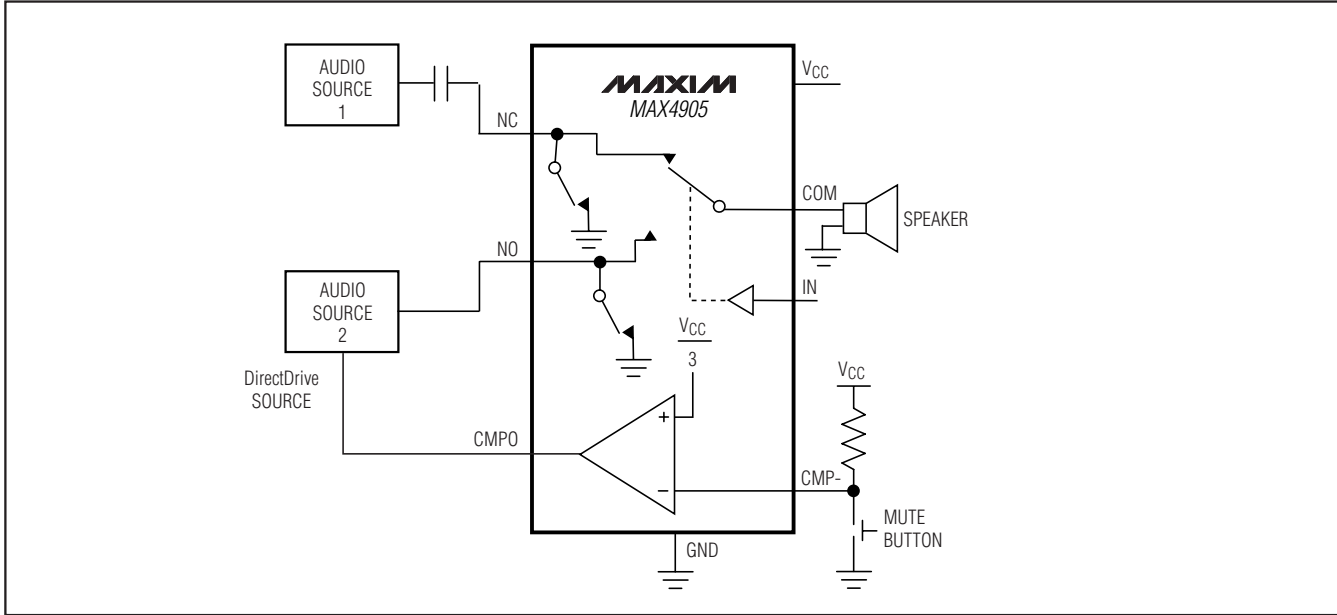 AUDIO
SOURCE
1
MAXIM
MAX4905
VCC
NC
COM
SPEAKER
NO
AUDIO
SOURCE
2
IN
VCC
3
DirectDrive
SOURCE
VCC
+
CMPO
CMP-
−
MUTE
BUTTON
GND